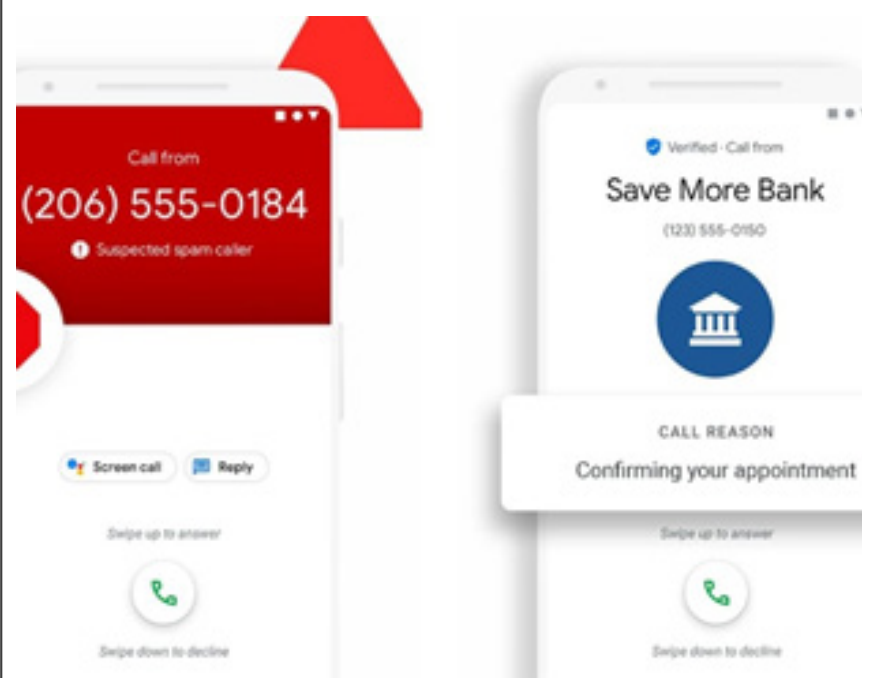 Call from
(206) 555-0184
Suspected spam caller
Screen call
Reply
Swipe up to answer
Swipe down to decline
Verified · Call from
Save More Bank
(123) 555-0150
CALL REASON
Confirming your appointment
Swipe up to answer
Swipe down to decline